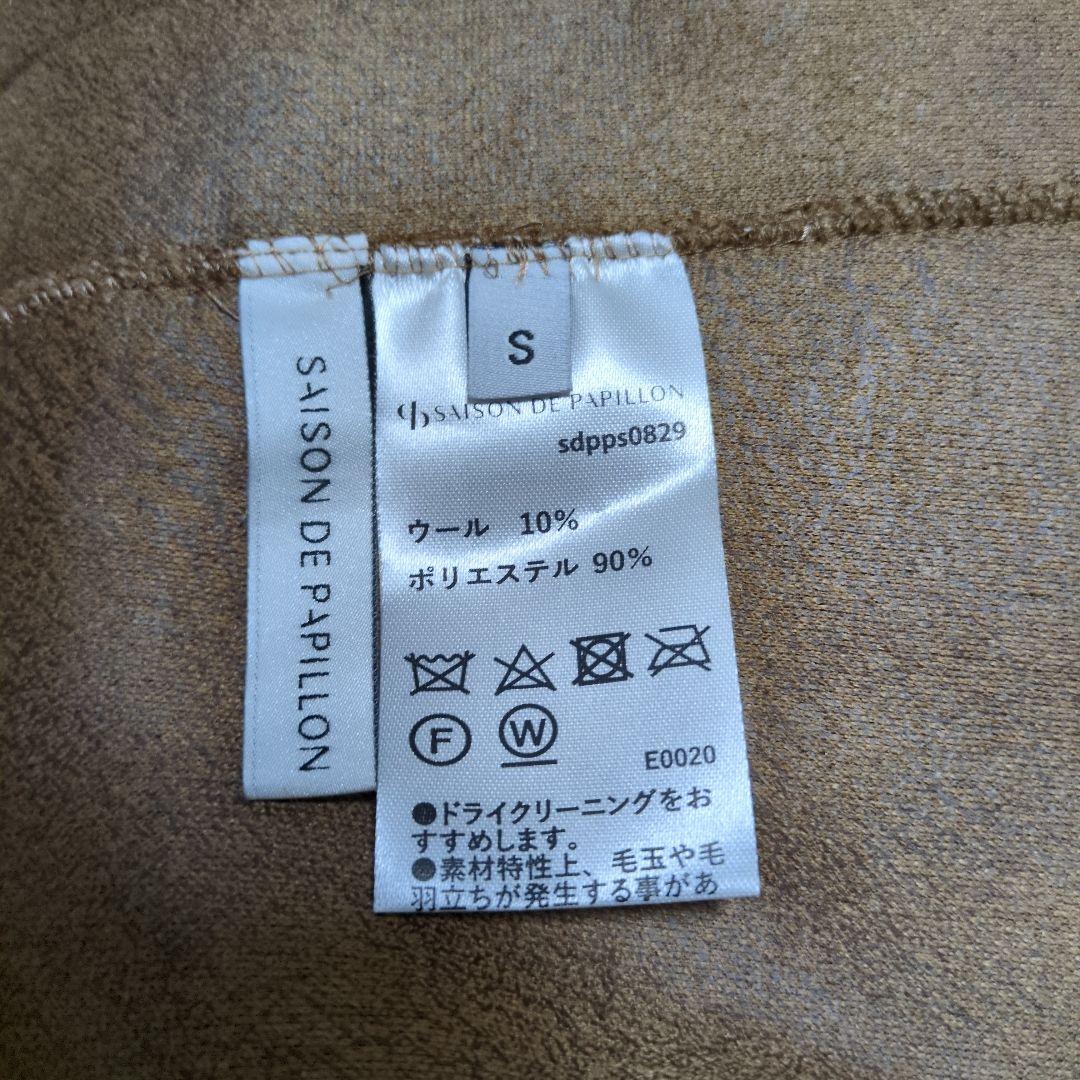 SAISON DE PAPILLON
S
SAISON DE PAPILLON
sdpps0829
ウール 10%
ポリエステル 90%
F W
E0020
●ドライクリーニングをお
すすめします。
●素材特性上、毛玉や毛
羽立ちが発生する事があ